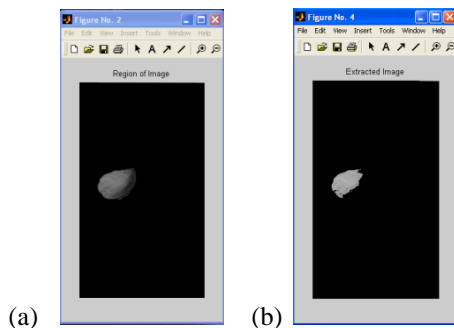 Figure No. 2
File Edit View Insert Tools Window Help
A
Region of Image
(a)
Figure No. 4
File Edit View Insert Tools Window Help
A
Extracted Image
(b)